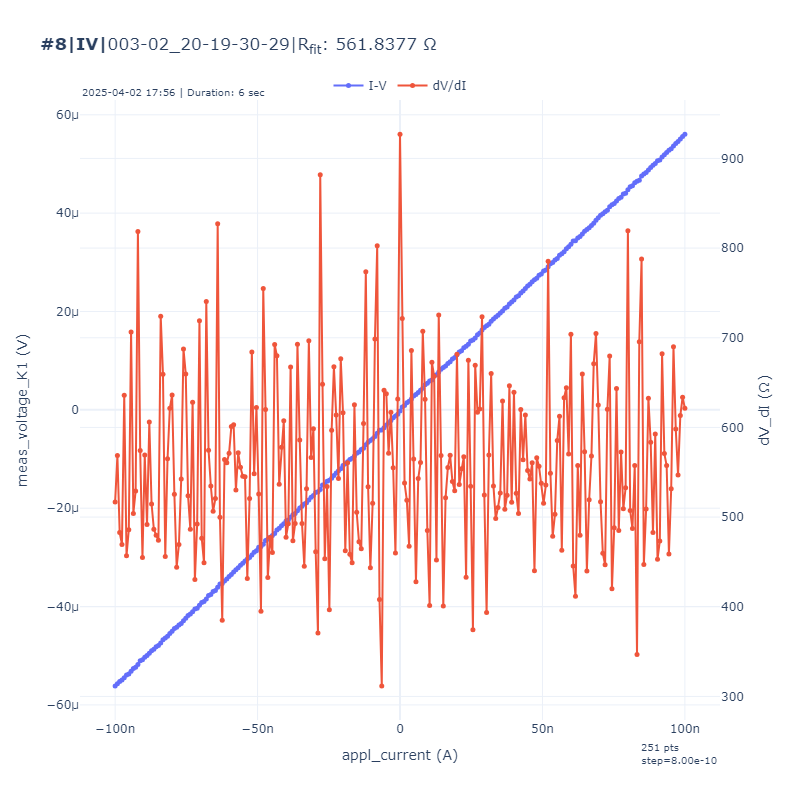 #8|IV|003-02_20-19-30-29|Rfit: 561.8377 Ω
2025-04-02 17:56 | Duration: 6 sec
I-V
dV/dI
60μ
40μ
20μ
0
−20μ
−40μ
−60μ
meas_voltage_K1 (V)
900
800
700
600
500
400
300
dV_dI (Ω)
−100n
−50n
0
50n
100n
appl_current (A)
251 pts
step=8.00e-10